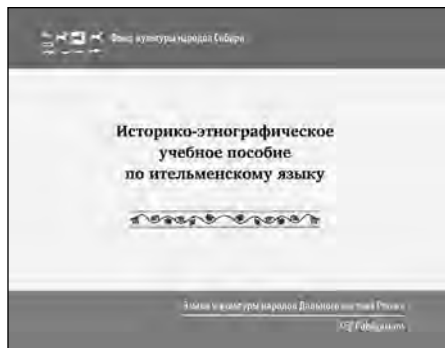 Фонд культуры народов Сибири
Историко-этнографическое
учебное пособие
по ительменскому языку
Языки и культуры народов Дальнего востока России